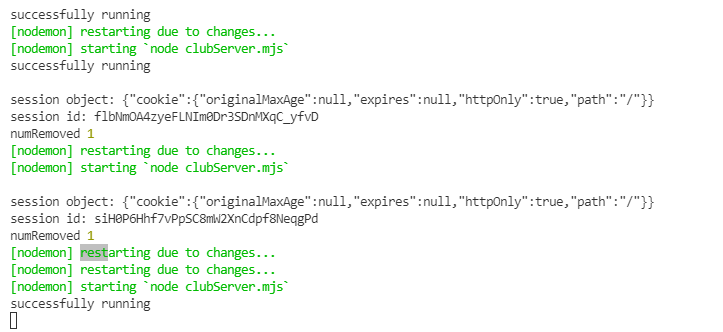 successfully running
[nodemon] restarting due to changes...
[nodemon] starting `node clubServer.mjs`
successfully running
session object: {"cookie":{"originalMaxAge":null,"expires":null,"httpOnly":true,"path":"/"}}
session id: flbNmOA4zyeFLNIm0Dr3SDnMXqC_yfvD
numRemoved 1
[nodemon] restarting due to changes...
[nodemon] starting `node clubServer.mjs`
session object: {"cookie":{"originalMaxAge":null,"expires":null,"httpOnly":true,"path":"/"}}
session id: siH0P6Hhf7vPpSC8mW2XnCdpf8NeqgPd
numRemoved 1
[nodemon] restarting due to changes...
[nodemon] restarting due to changes...
[nodemon] starting `node clubServer.mjs`
successfully running